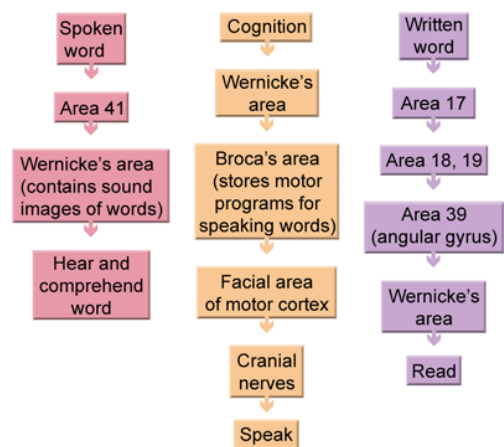 Spoken
word
Area 41
Wernicke's area
(contains sound
images of words)
Hear and
comprehend
word
Cognition
Wernicke's
area
Broca's area
(stores motor
programs for
speaking words)
Facial area
of motor cortex
Cranial
nerves
Speak
Written
word
Area 17
Area 18, 19
Area 39
(angular gyrus)
Wernicke's
area
Read